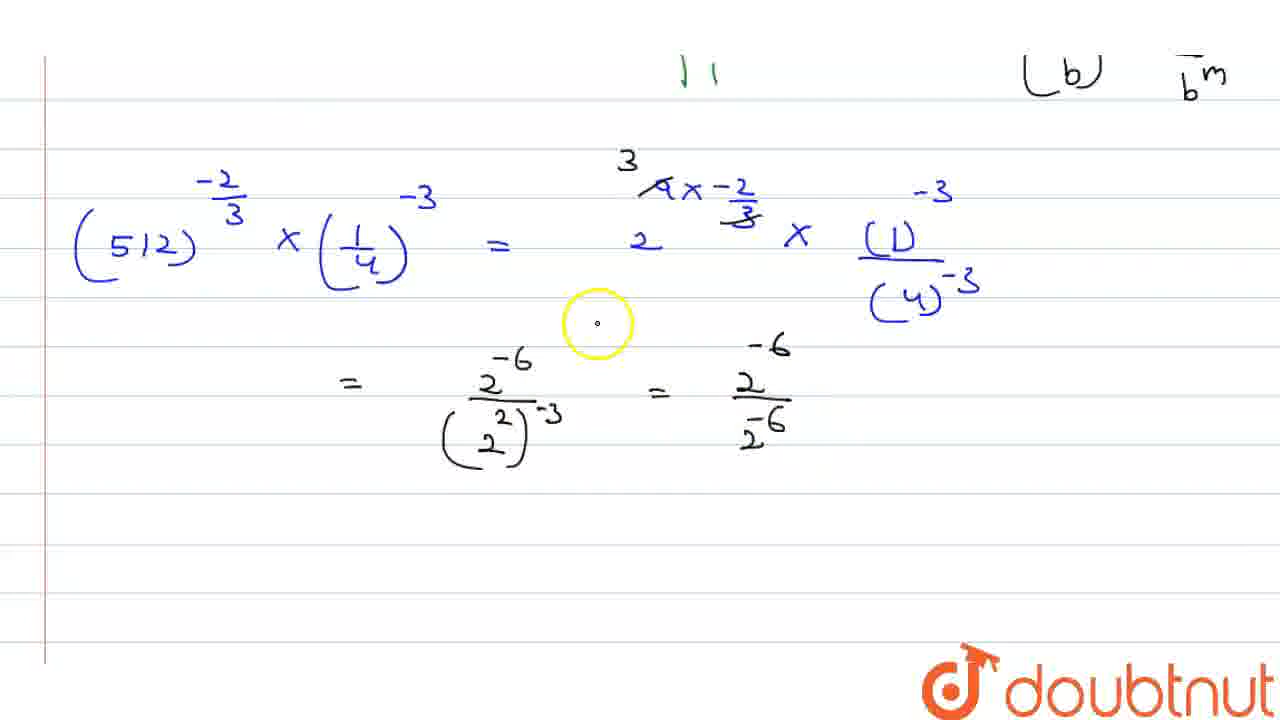 (b) b^m
(512)^(-2/3) × (1/4)^-3 = 2^(9 × -2/3) 3 × (1)^-3/(4)^-3
= 2^-6/(2^2)^-3 = 2^-6/2^-6
doubtnut